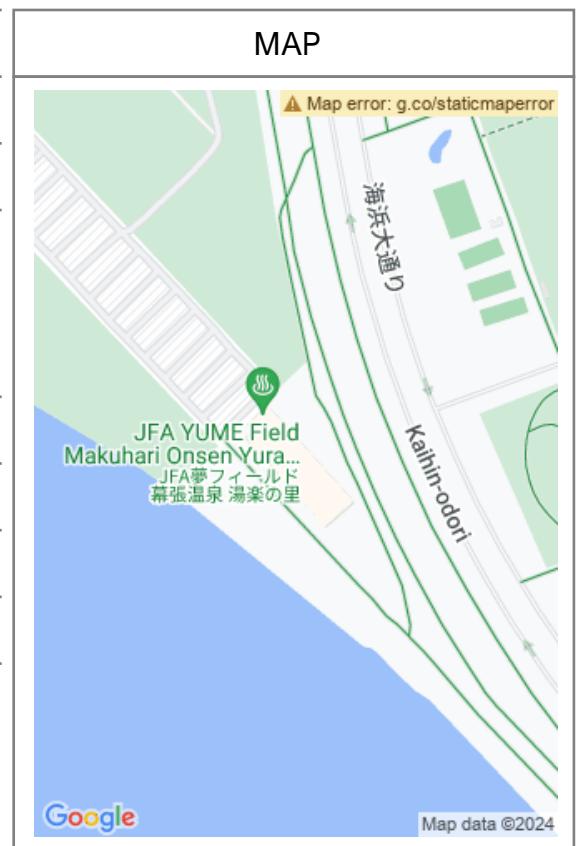 MAP
Map error: g.co/staticmaperror
海浜大通り
JFA YUME Field
Makuhari Onsen Yura...
JFA夢フィールド
幕張温泉 湯楽の里
Kaihin-odori
Google
Map data ©2024